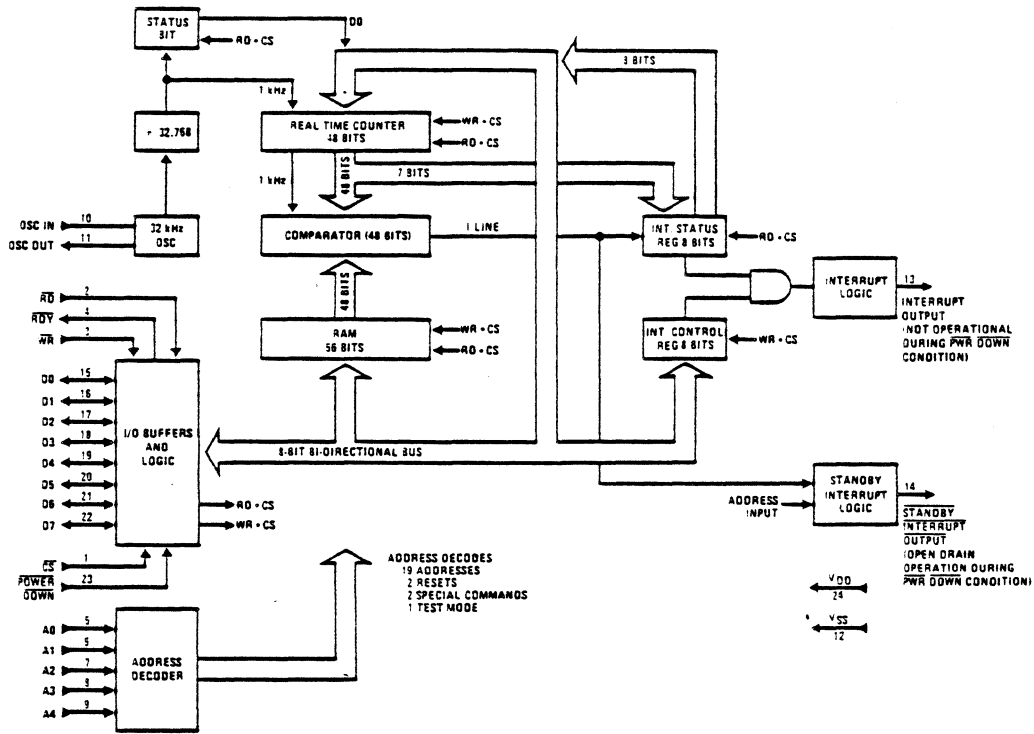 STATUS
BIT
D0
RD • CS
3 BITS
1 kHz
÷ 32.768
REAL TIME COUNTER
48 BITS
WR • CS
RD • CS
1 kHz
48 BITS
7 BITS
OSC IN 10
OSC OUT 11
32 kHz
OSC
COMPARATOR (48 BITS)
1 LINE
INT. STATUS
REG 8 BITS
RD • CS
48 BITS
INTERRUPT
LOGIC
13
INTERRUPT
OUTPUT
(NOT OPERATIONAL
DURING PWR DOWN
CONDITION)
RD 2
RDY 4
WR 3
RAM
56 BITS
WR • CS
RD • CS
INT. CONTROL
REG 8 BITS
WR • CS
D0 15
D1 16
D2 17
D3 18
D4 19
D5 20
D6 21
D7 22
I/O BUFFERS
AND
LOGIC
8-BIT BI-DIRECTIONAL BUS
RD • CS
WR • CS
ADDRESS
INPUT
STANDBY
INTERRUPT
LOGIC
14
STANDBY
INTERRUPT
OUTPUT
(OPEN DRAIN
OPERATION DURING
PWR DOWN CONDITION)
CS 1
POWER
DOWN
23
ADDRESS DECODES
19 ADDRESSES
2 RESETS
2 SPECIAL COMMANDS
1 TEST MODE
VDD
24
VSS
12
A0 5
A1
A2 7
A3 8
A4 9
ADDRESS
DECODER